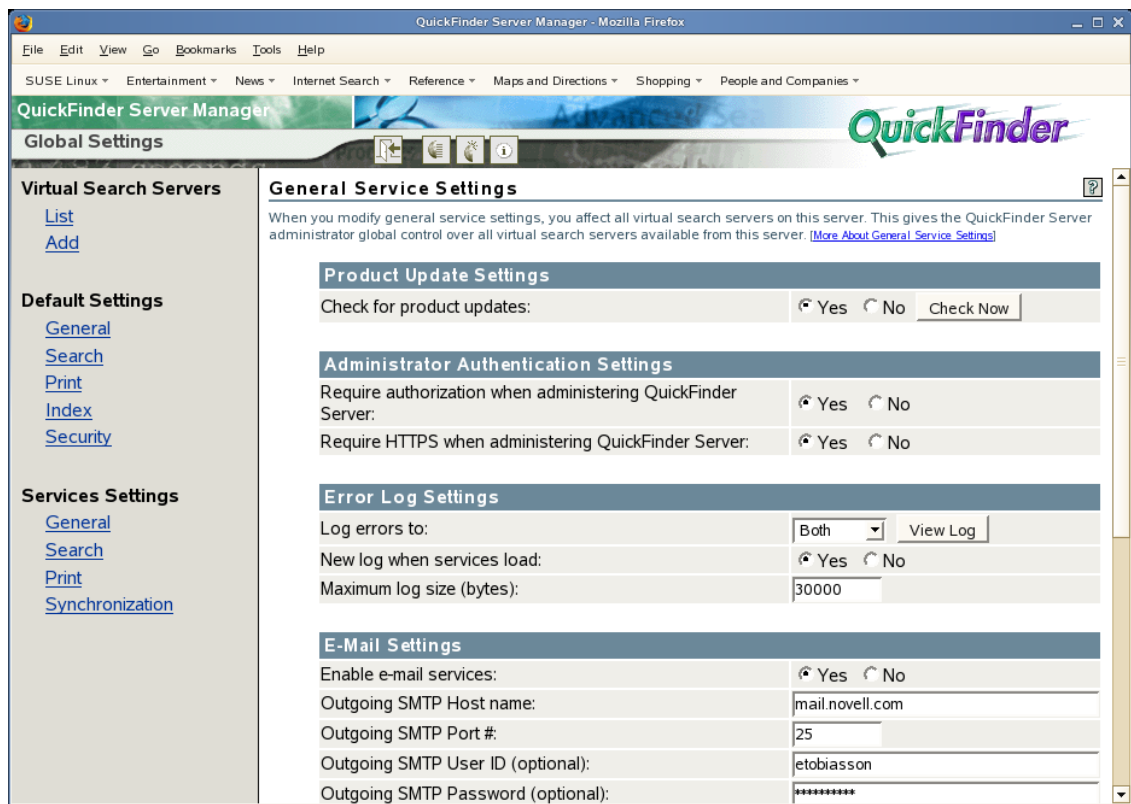 QuickFinder Server Manager - Mozilla Firefox
File Edit View Go Bookmarks Tools Help
SUSE Linux Entertainment News Internet Search Reference Maps and Directions Shopping People and Companies
QuickFinder Server Manager
Advanced Sea
QuickFinder
Global Settings
Virtual Search Servers
List
Add
Default Settings
General
Search
Print
Index
Security
Services Settings
General
Search
Print
Synchronization
General Service Settings
When you modify general service settings, you affect all virtual search servers on this server. This gives the QuickFinder Server
administrator global control over all virtual search servers available from this server. [More About General Service Settings]
Product Update Settings
Check for product updates: Yes No Check Now
Administrator Authentication Settings
Require authorization when administering QuickFinder
Server: Yes No
Require HTTPS when administering QuickFinder Server: Yes No
Error Log Settings
Log errors to: Both View Log
New log when services load: Yes No
Maximum log size (bytes): 30000
E-Mail Settings
Enable e-mail services: Yes No
Outgoing SMTP Host name: mail.novell.com
Outgoing SMTP Port #: 25
Outgoing SMTP User ID (optional): etobiasson
Outgoing SMTP Password (optional): **********